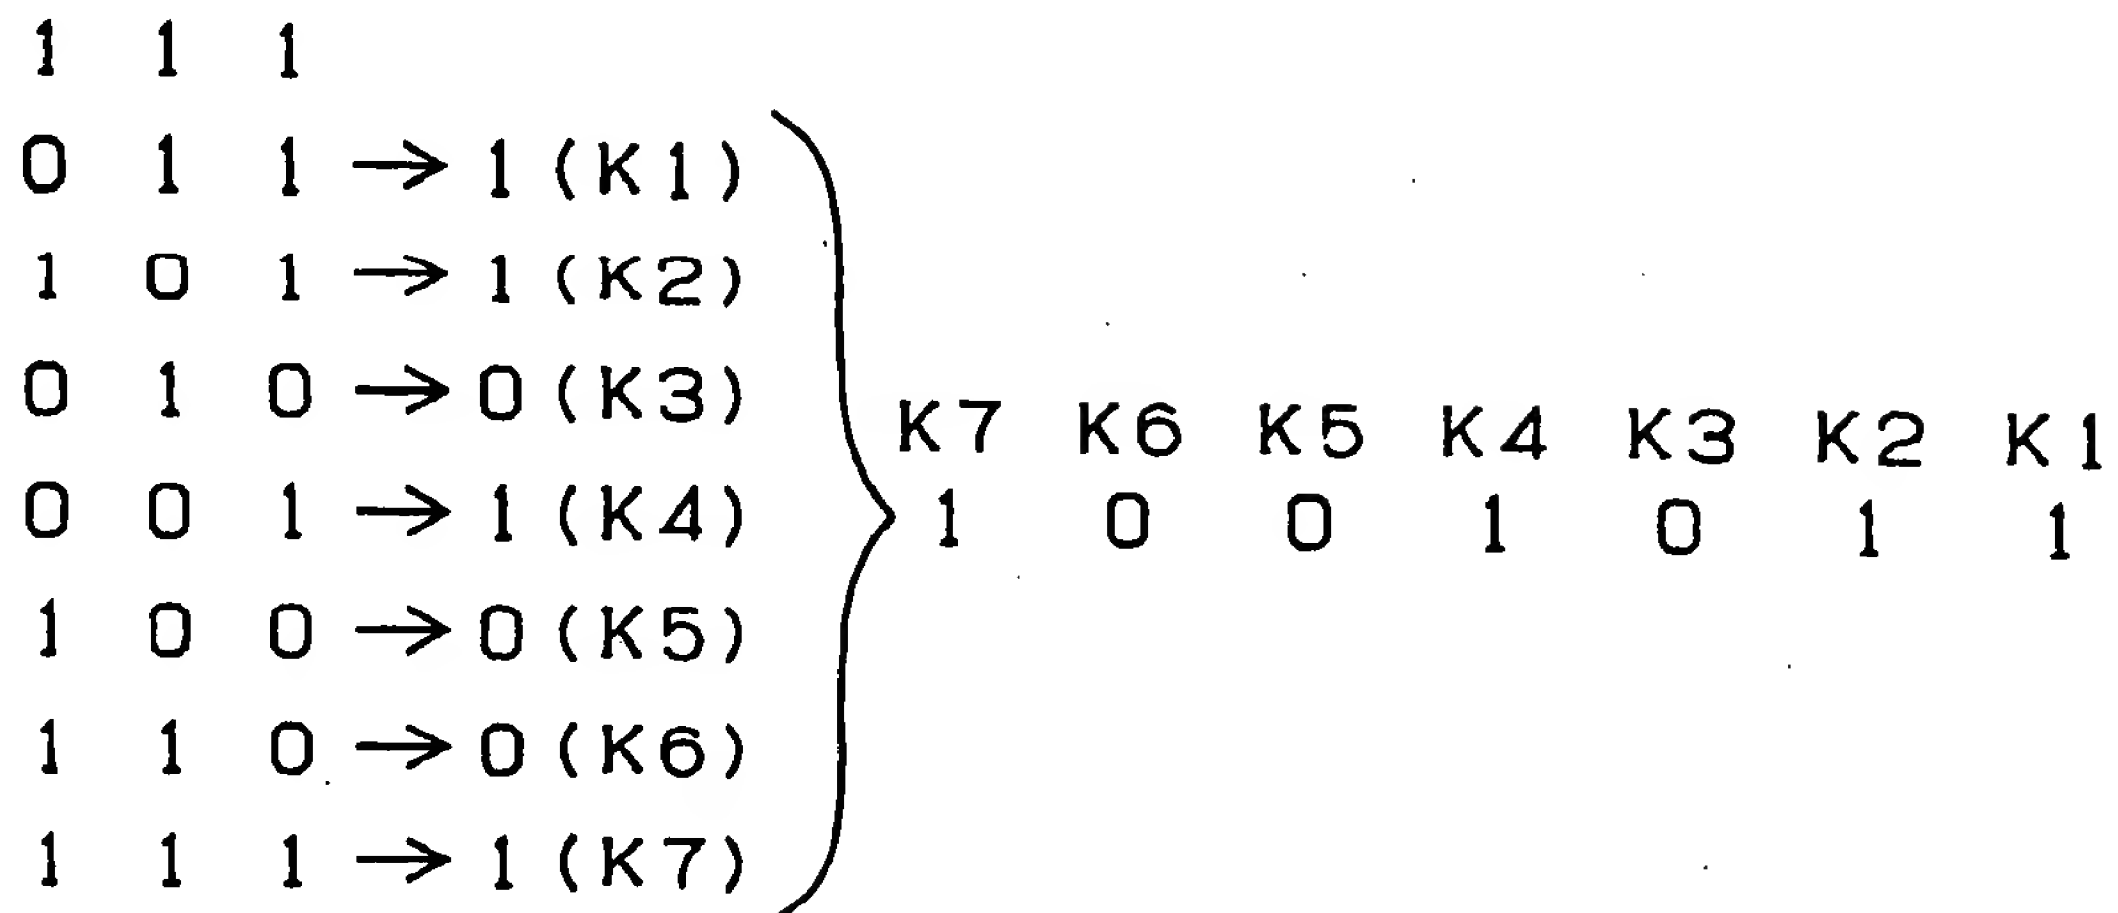 1 1 1
0 1 1 → 1 (K1)
1 0 1 → 1 (K2)
0 1 0 → 0 (K3)
0 0 1 → 1 (K4)
1 0 0 → 0 (K5)
1 1 0 → 0 (K6)
1 1 1 → 1 (K7)
K7 K6 K5 K4 K3 K2 K1
1 0 0 1 0 1 1